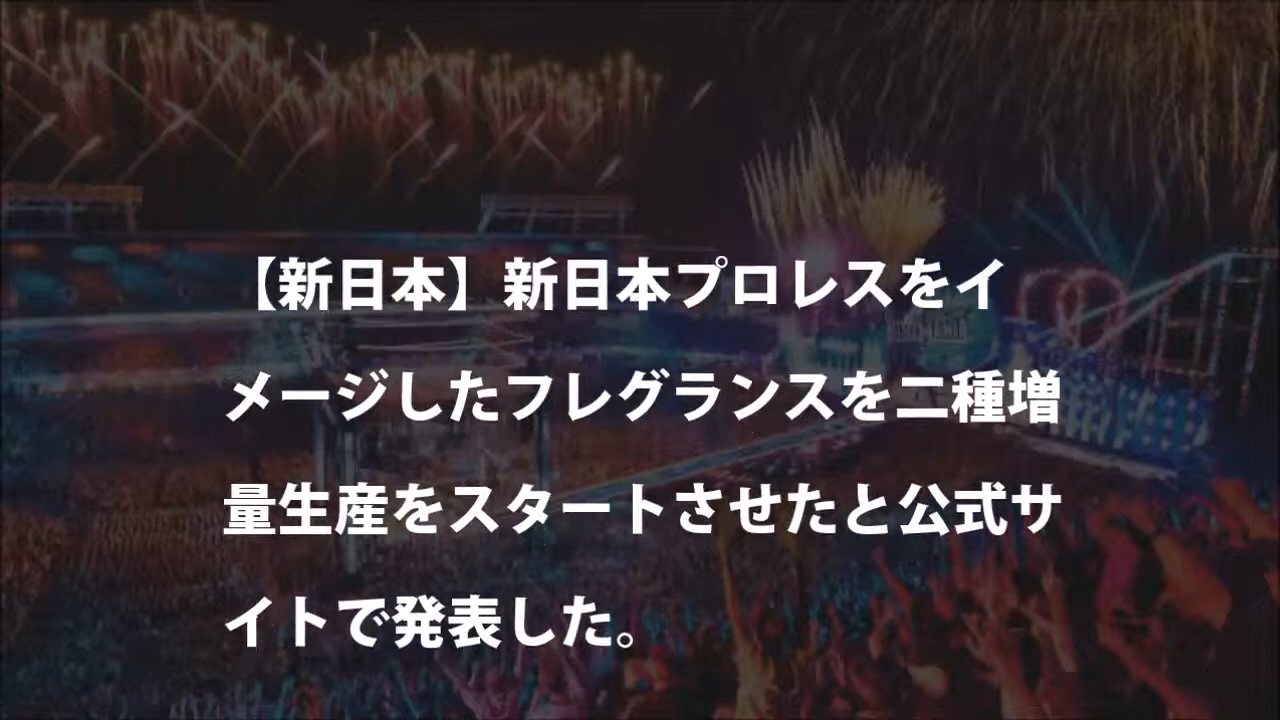 【新日本】新日本プロレスをイ
メージしたフレグランスを二種増
量生産をスタートさせたと公式サ
イトで発表した。